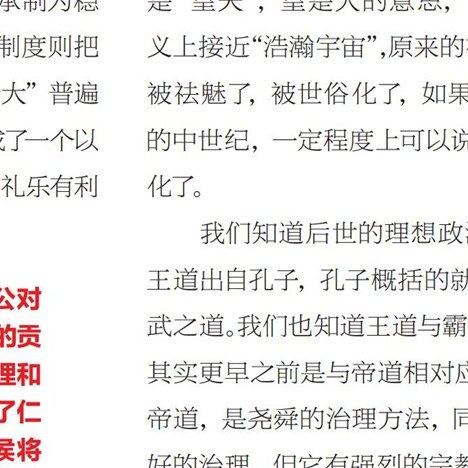 承制为稳
制度则把
大” 普遍
成了一个以
礼乐有利
公对
的贡
理和
了仁
侯将
是“皇天”，皇是大的意思，
义上接近“浩瀚宇宙”,原来的
被祛魅了，被世俗化了，如果
的中世纪，一定程度上可以说
化了。
我们知道后世的理想政治
王道出自孔子，孔子概括的就
武之道。我们也知道王道与霸
其实更早之前是与帝道相对应
帝道，是尧舜的治理方法，同
好的治理，但它有强烈的宗教